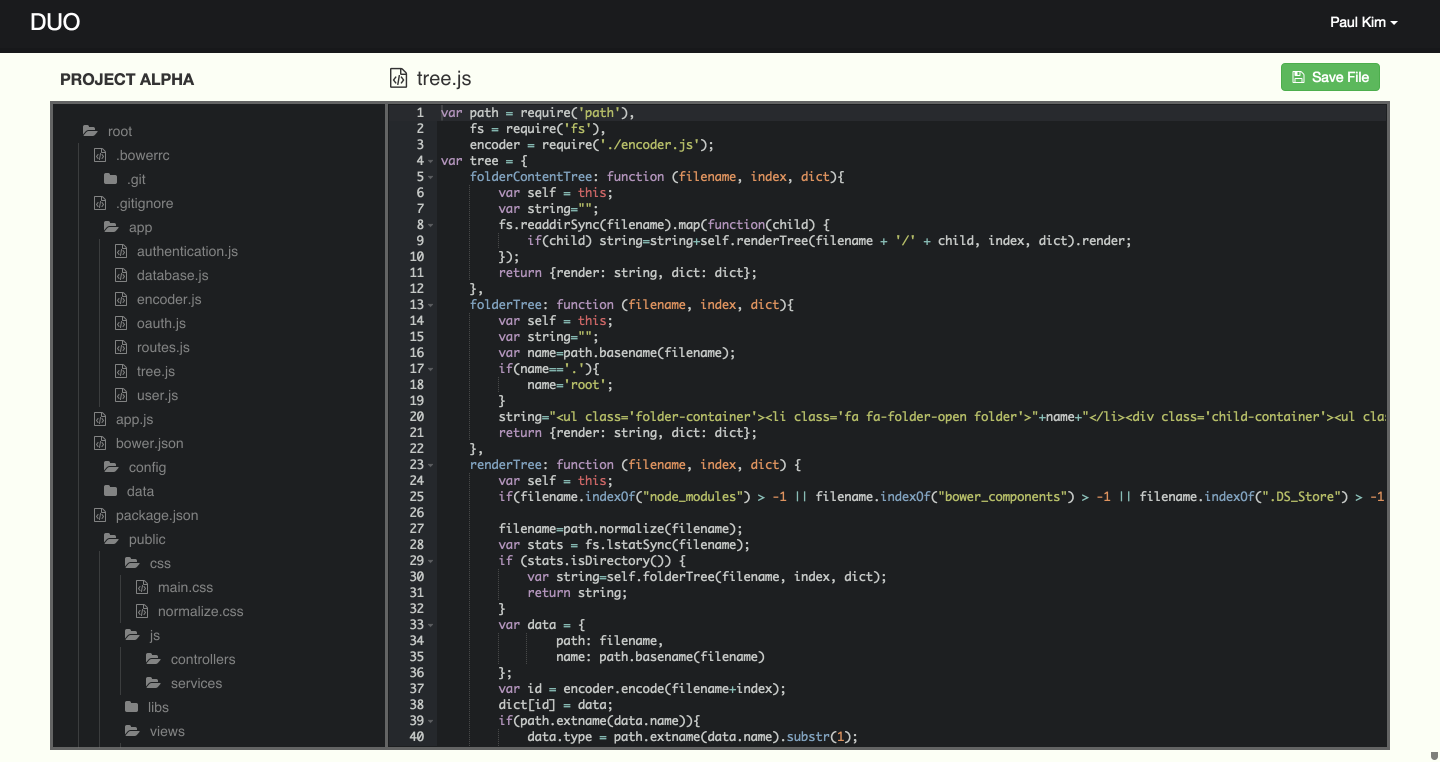 DUO
Paul Kim
PROJECT ALPHA
tree.js
Save File
root
.bowerrc
.git
.gitignore
app
authentication.js
database.js
encoder.js
oauth.js
routes.js
tree.js
user.js
app.js
bower.json
config
data
package.json
public
css
main.css
normalize.css
js
controllers
services
libs
views
1 var path = require('path'),
2 fs = require('fs'),
3 encoder = require('./encoder.js');
4 var tree = {
5 folderContentTree: function (filename, index, dict){
6 var self = this;
7 var string="";
8 fs.readdirSync(filename).map(function(child) {
9 if(child) string=string+self.renderTree(filename + '/' + child, index, dict).render;
10 });
11 return {render: string, dict: dict};
12 },
13 folderTree: function (filename, index, dict){
14 var self = this;
15 var string="";
16 var name=path.basename(filename);
17 if(name=='.'){
18 name='root';
19 }
20 string="<ul class='folder-container'><li class='fa fa-folder-open folder'>"+name+"</li><div class='child-container'><ul cla
21 return {render: string, dict: dict};
22 },
23 renderTree: function (filename, index, dict) {
24 var self = this;
25 if(filename.indexOf("node_modules") > -1 || filename.indexOf("bower_components") > -1 || filename.indexOf(".DS_Store") > -1
26
27 filename=path.normalize(filename);
28 var stats = fs.lstatSync(filename);
29 if (stats.isDirectory()) {
30 var string=self.folderTree(filename, index, dict);
31 return string;
32 }
33 var data = {
34 path: filename,
35 name: path.basename(filename)
36 };
37 var id = encoder.encode(filename+index);
38 dict[id] = data;
39 if(path.extname(data.name)){
40 data.type = path.extname(data.name).substr(1);